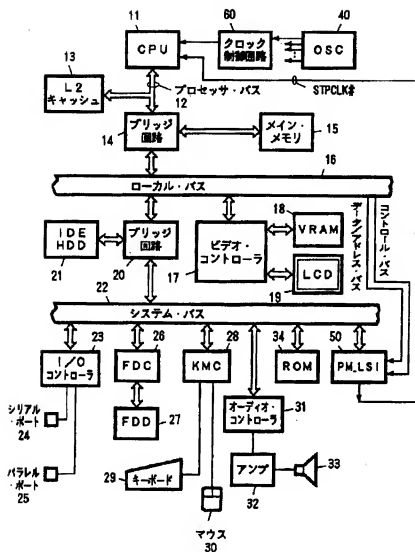 11
60
40
CPU
クロック
制御回路
OSC
13
L2
キャッシュ
プロセッサ・バス
12
STPCLK#
14
ブリッジ
回路
メイン・
メモリ
15
16
ローカル・バス
コントロール・バス
データ/アドレス・バス
IDE
HDD
21
ブリッジ
回路
20
17
ビデオ・
コントローラ
18
VRAM
LCD
19
22
システム・バス
23
26
28
34
50
I/O
コントローラ
FDC
KMC
ROM
PM_LSI
シリアル・
ポート
24
FDD
27
31
オーディオ・
コントローラ
パラレル・
ポート
25
29
キーボード
アンプ
32
33
マウス
30